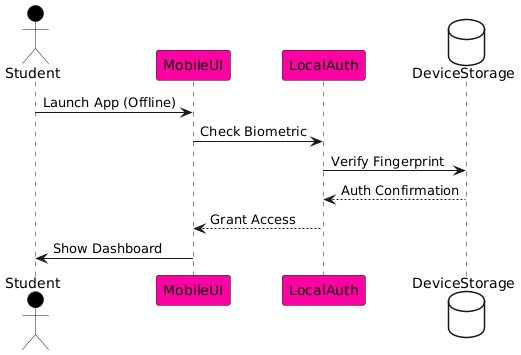 Student
MobileUI
LocalAuth
DeviceStorage
Launch App (Offline)
Check Biometric
Verify Fingerprint
Auth Confirmation
Grant Access
Show Dashboard
Student
MobileUI
LocalAuth
DeviceStorage